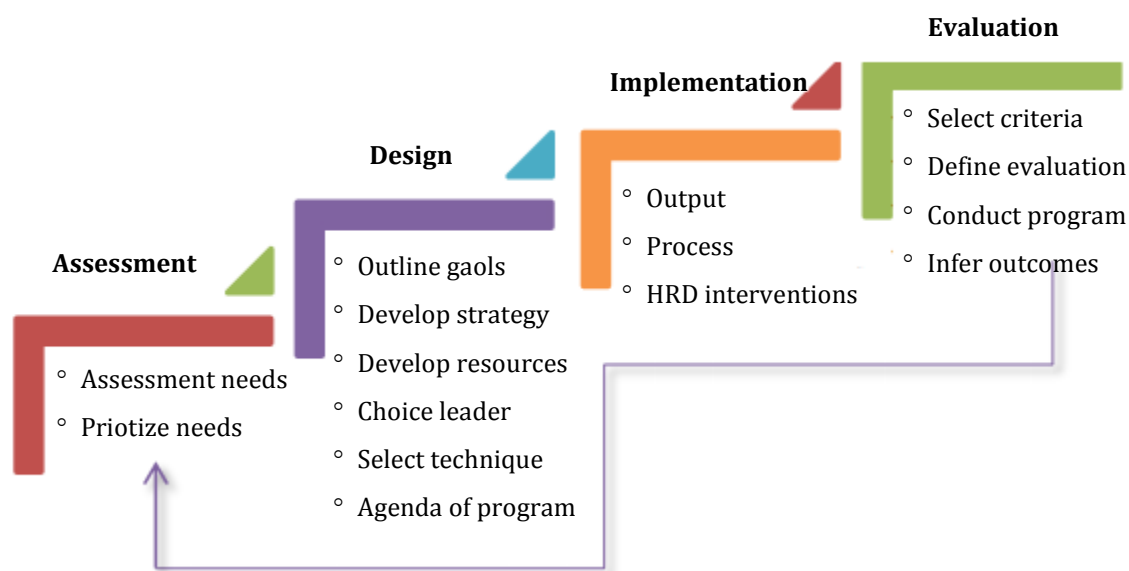 Assessment
° Assessment needs
° Priotize needs
Design
° Outline gaols
° Develop strategy
° Develop resources
° Choice leader
° Select technique
° Agenda of program
Implementation
° Output
° Process
° HRD interventions
Evaluation
° Select criteria
° Define evaluation
° Conduct program
° Infer outcomes